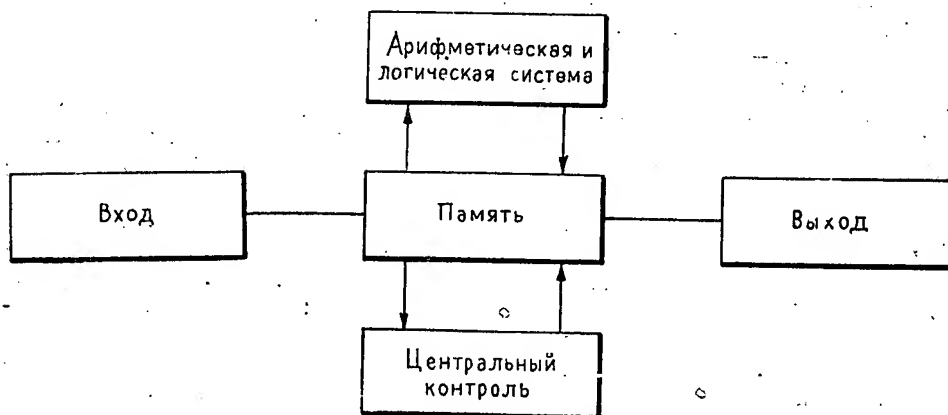 Арифметическая и
логическая система
Вход
Память
Выход
Центральный
контроль